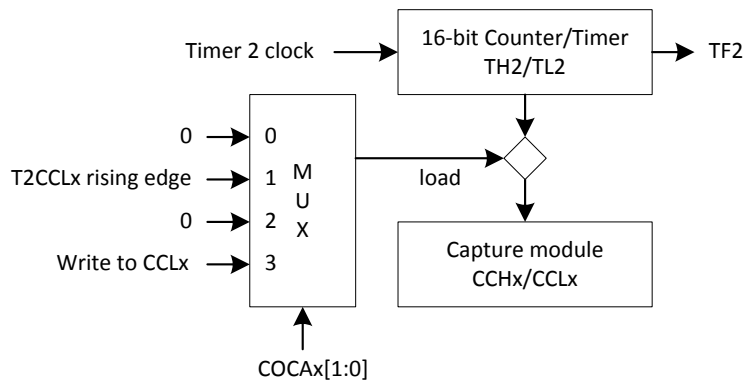 Timer 2 clock
16-bit Counter/Timer
TH2/TL2
TF2
0
0
T2CCLx rising edge
1
0
2
Write to CCLx
3
M
U
X
load
Capture module
CCHx/CCLx
COCAx[1:0]